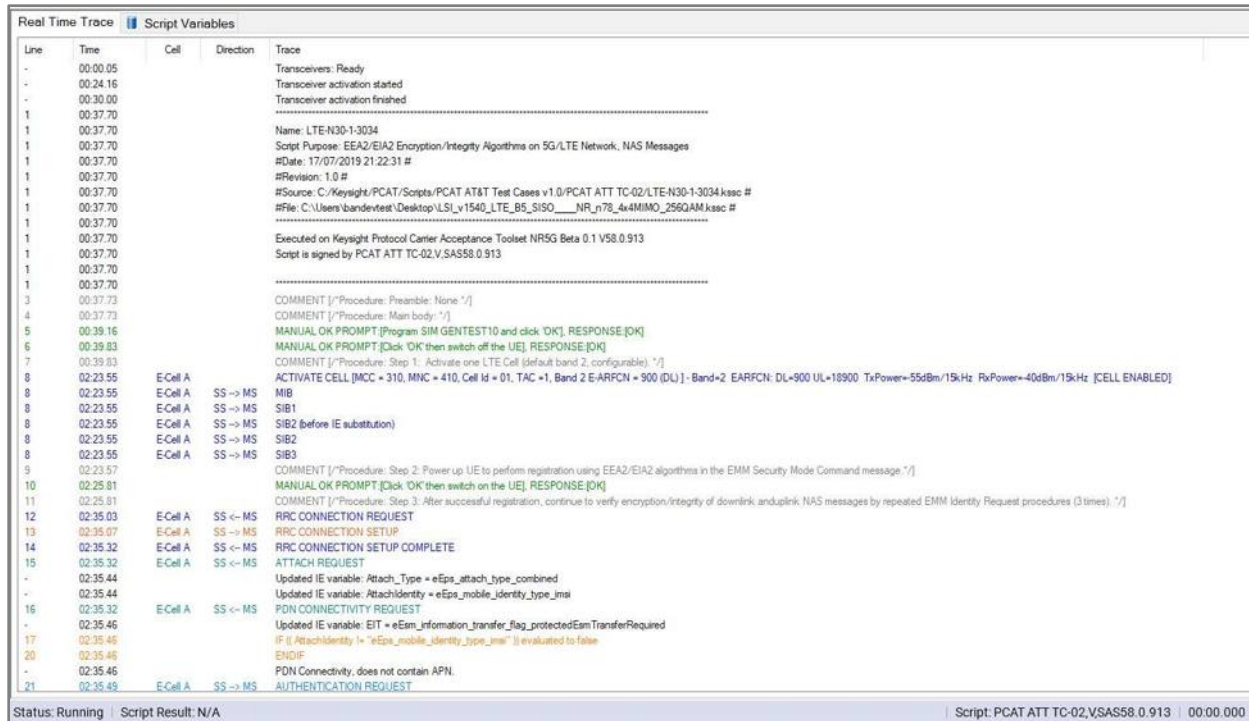 Real Time Trace Script Variables
Line Time Cell Direction Trace
- 00:00.05 Transceivers: Ready
- 00:24.16 Transceiver activation started
- 00:30.00 Transceiver activation finished
1 00:37.70
1 00:37.70 Name: LTE-N30-1-3034
1 00:37.70 Script Purpose: EEA2/EIA2 Encryption/Integrity Algorithms on 5G/LTE Network, NAS Messages
1 00:37.70 #Date: 17/07/2019 21:22:31 #
1 00:37.70 #Revision: 1.0 #
1 00:37.70 #Source: C:/Keysight/PCAT/Scripts/PCAT AT&T Test Cases v1.0/PCAT ATT TC-02/LTE-N30-1-3034.kssc #
1 00:37.70 #File: C:\Users\bandevtest\Desktop\LSI_v1540_LTE_B5_SISO____NR_n78_4x4MIMO_256QAM.kssc #
1 00:37.70
1 00:37.70 Executed on Keysight Protocol Carrier Acceptance Toolset NR5G Beta 0.1 V58.0.913
1 00:37.70 Script is signed by PCAT ATT TC-02,V,SAS58.0.913
1 00:37.70
1 00:37.70
3 00:37.73 COMMENT [/*Procedure: Preamble: None */]
4 00:37.73 COMMENT [/*Procedure: Main body: */]
5 00:39.16 MANUAL OK PROMPT:[Program SIM GENTEST10 and click 'OK'], RESPONSE:[OK]
6 00:39.83 MANUAL OK PROMPT:[Click 'OK' then switch off the UE], RESPONSE:[OK]
7 00:39.83 COMMENT [/*Procedure: Step 1: Activate one LTE Cell (default band 2, configurable). */]
8 02:23.55 E-Cell A ACTIVATE CELL [MCC = 310, MNC = 410, Cell Id = 01, TAC =1, Band 2 E-ARFCN = 900 (DL) ] - Band=2 EARFCN: DL=900 UL=18900 TxPower=-55dBm/15kHz RxPower=-40dBm/15kHz [CELL ENABLED]
8 02:23.55 E-Cell A SS --> MS MIB
8 02:23.55 E-Cell A SS --> MS SIB1
8 02:23.55 E-Cell A SS --> MS SIB2 (before IE substitution)
8 02:23.55 E-Cell A SS --> MS SIB2
8 02:23.55 E-Cell A SS --> MS SIB3
9 02:23.57 COMMENT [/*Procedure: Step 2: Power up UE to perform registration using EEA2/EIA2 algorithms in the EMM Security Mode Command message.*/]
10 02:25.81 MANUAL OK PROMPT:[Click 'OK' then switch on the UE], RESPONSE:[OK]
11 02:25.81 COMMENT [/*Procedure: Step 3: After successful registration, continue to verify encryption/integrity of downlink anduplink NAS messages by repeated EMM Identity Request procedures (3 times). */]
12 02:35.03 E-Cell A SS <-- MS RRC CONNECTION REQUEST
13 02:35.07 E-Cell A SS --> MS RRC CONNECTION SETUP
14 02:35.32 E-Cell A SS <-- MS RRC CONNECTION SETUP COMPLETE
15 02:35.32 E-Cell A SS <-- MS ATTACH REQUEST
- 02:35.44 Updated IE variable: Attach_Type = eEps_attach_type_combined
- 02:35.44 Updated IE variable: AttachIdentity = eEps_mobile_identity_type_imsi
16 02:35.32 E-Cell A SS <-- MS PDN CONNECTIVITY REQUEST
- 02:35.46 Updated IE variable: EIT = eEsm_information_transfer_flag_protectedEsmTransferRequired
17 02:35.46 IF (( AttachIdentity != "eEps_mobile_identity_type_imsi" )) evaluated to false
20 02:35.46 ENDIF
- 02:35.46 PDN Connectivity, does not contain APN.
21 02:35.49 E-Cell A SS --> MS AUTHENTICATION REQUEST
Status: Running Script Result: N/A Script: PCAT ATT TC-02,V,SAS58.0.913 00:00.000